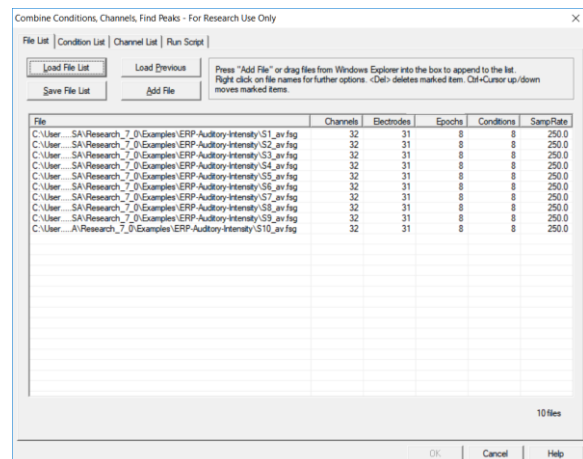 Combine Conditions, Channels, Find Peaks - For Research Use Only
File List Condition List Channel List Run Script
Load File List Load Previous
Save File List Add File
Press "Add File" or drag files from Windows Explorer into the box to append to the list.
Right click on file names for further options. <Del> deletes marked item. Ctrl+Cursor up/down
moves marked items.
File Channels Electrodes Epochs Conditions SampRate
C:\User.....SA\Research_7_0\Examples\ERP-Auditory-Intensity\S1_av.fsg 32 31 8 8 250.0
C:\User.....SA\Research_7_0\Examples\ERP-Auditory-Intensity\S2_av.fsg 32 31 8 8 250.0
C:\User.....SA\Research_7_0\Examples\ERP-Auditory-Intensity\S3_av.fsg 32 31 8 8 250.0
C:\User.....SA\Research_7_0\Examples\ERP-Auditory-Intensity\S4_av.fsg 32 31 8 8 250.0
C:\User.....SA\Research_7_0\Examples\ERP-Auditory-Intensity\S5_av.fsg 32 31 8 8 250.0
C:\User.....SA\Research_7_0\Examples\ERP-Auditory-Intensity\S6_av.fsg 32 31 8 8 250.0
C:\User.....SA\Research_7_0\Examples\ERP-Auditory-Intensity\S7_av.fsg 32 31 8 8 250.0
C:\User.....SA\Research_7_0\Examples\ERP-Auditory-Intensity\S8_av.fsg 32 31 8 8 250.0
C:\User.....SA\Research_7_0\Examples\ERP-Auditory-Intensity\S9_av.fsg 32 31 8 8 250.0
C:\User.....A\Research_7_0\Examples\ERP-Auditory-Intensity\S10_av.fsg 32 31 8 8 250.0
10 files
OK Cancel Help